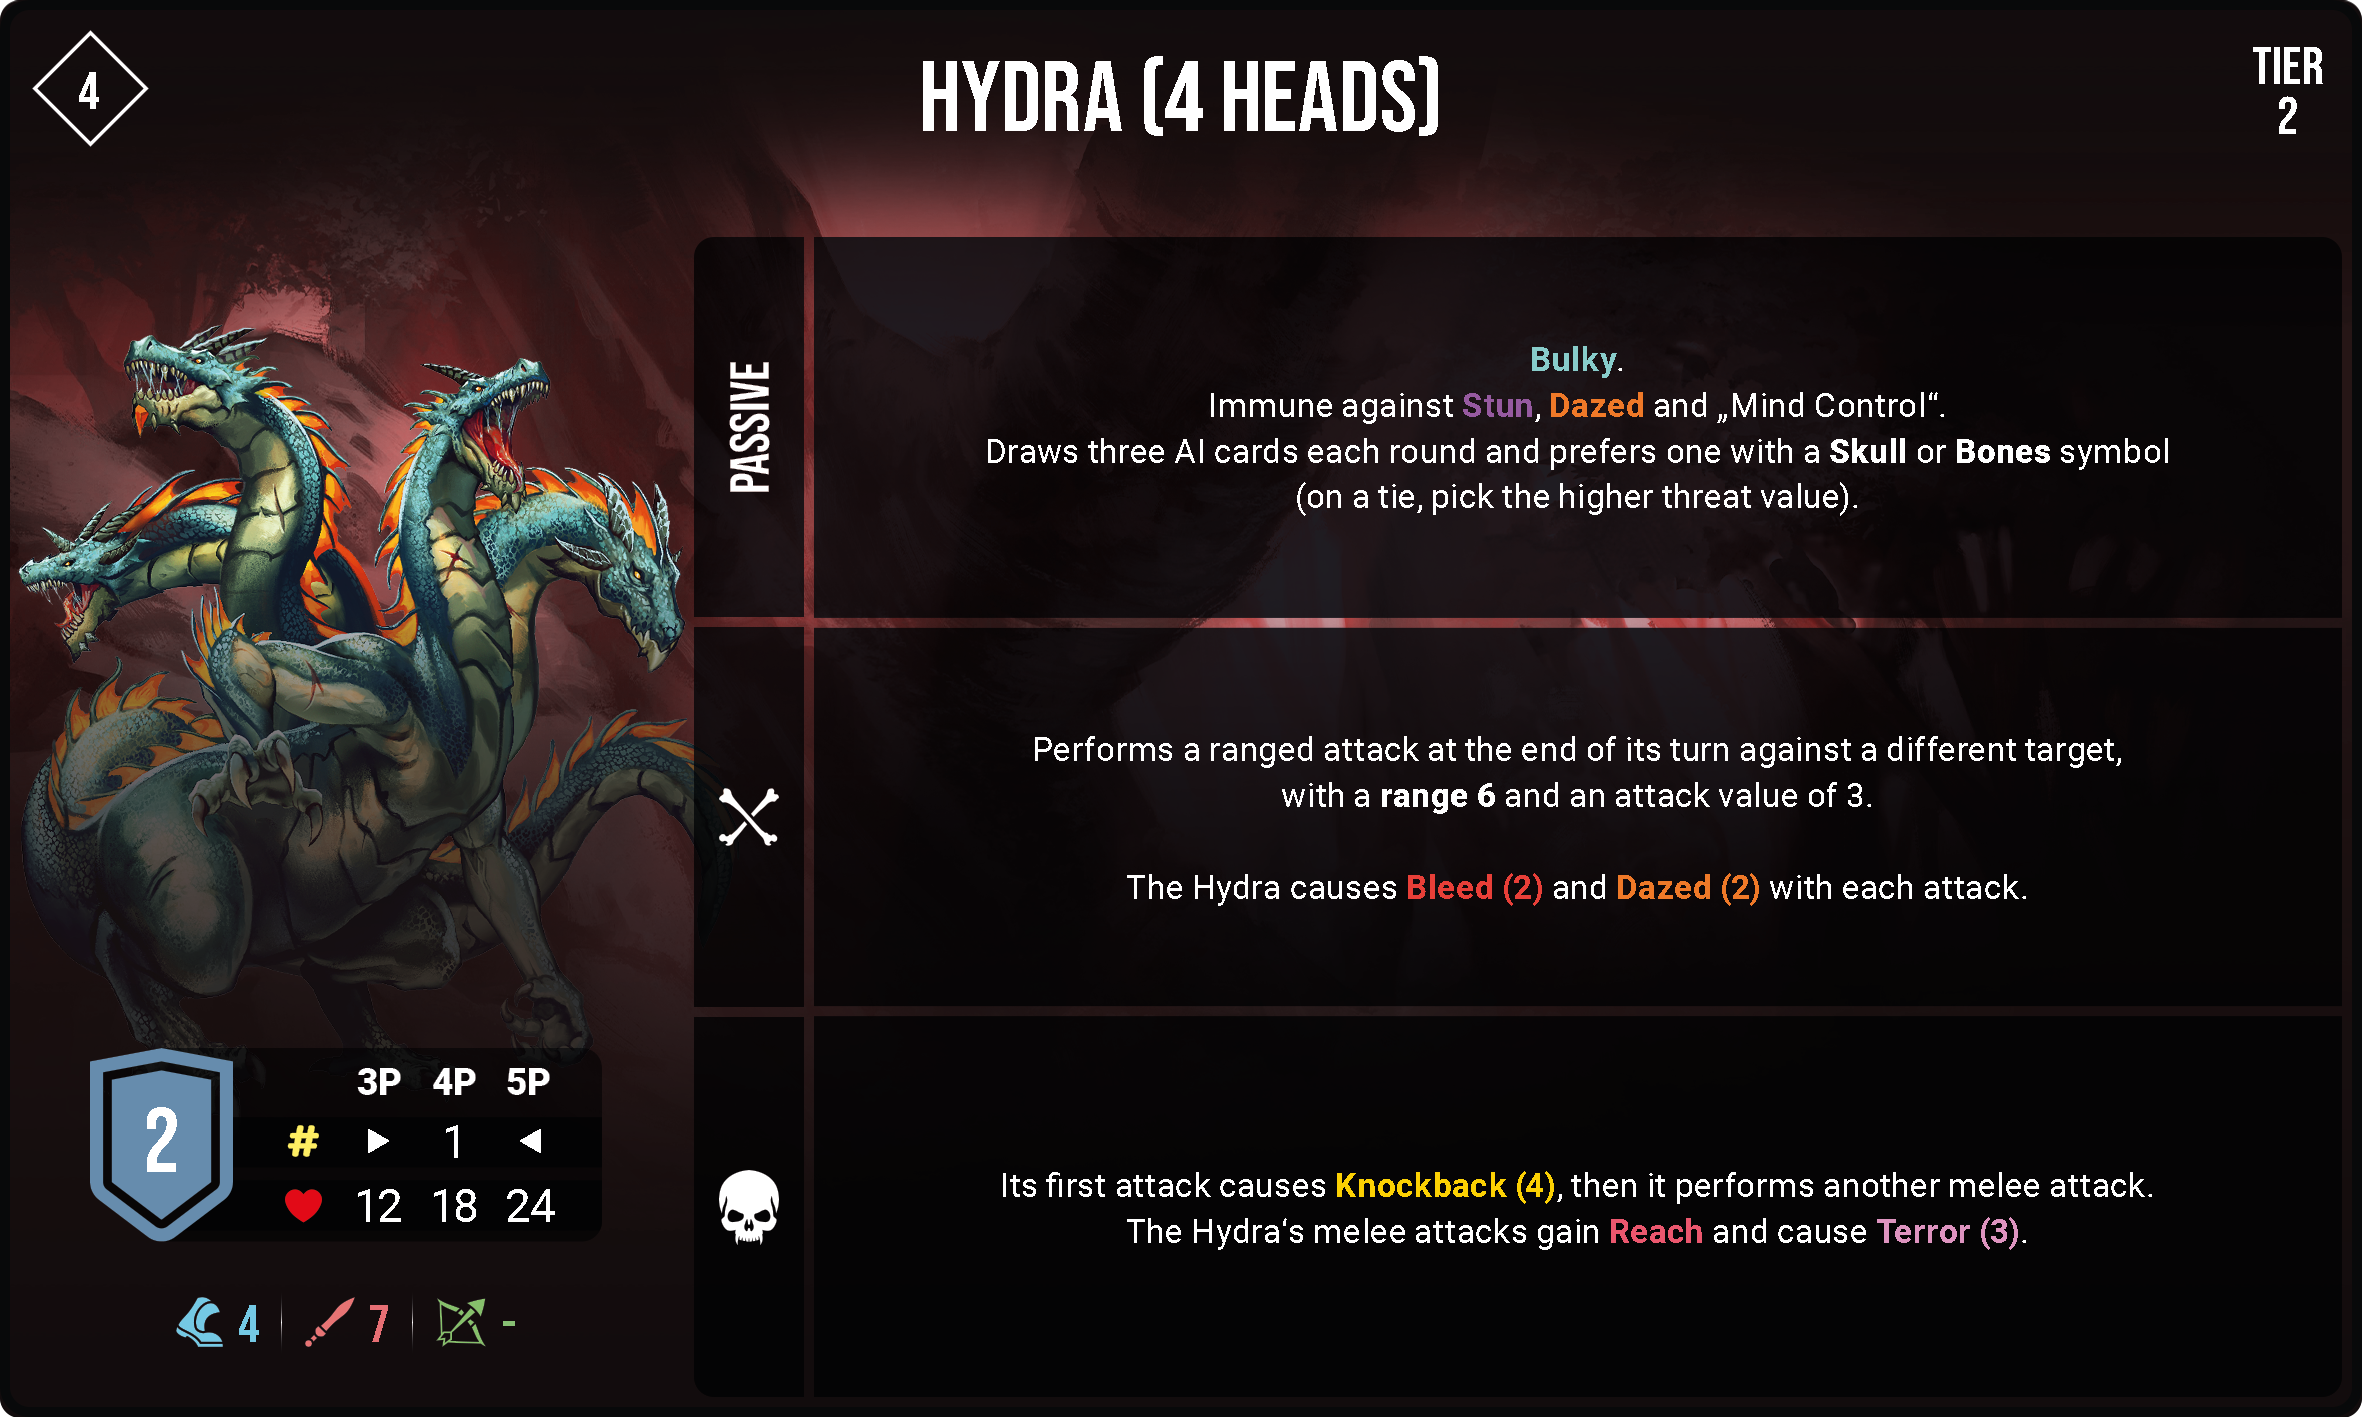 4
HYDRA (4 HEADS)
TIER
2
PASSIVE
Bulky.
Immune against Stun, Dazed and „Mind Control“.
Draws three AI cards each round and prefers one with a Skull or Bones symbol
(on a tie, pick the higher threat value).
Performs a ranged attack at the end of its turn against a different target,
with a range 6 and an attack value of 3.
The Hydra causes Bleed (2) and Dazed (2) with each attack.
Its first attack causes Knockback (4), then it performs another melee attack.
The Hydra‘s melee attacks gain Reach and cause Terror (3).
2
3P 4P 5P
# ▶ 1 ◀
12 18 24
4 7 -